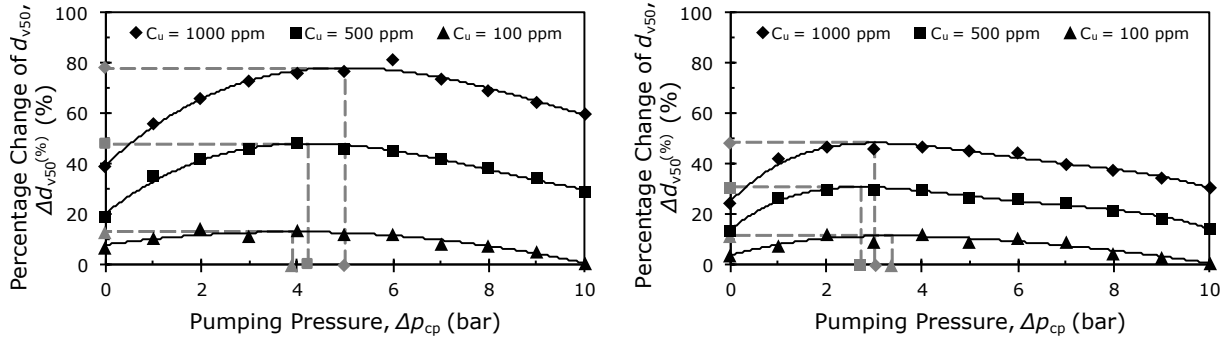 Percentage Change of dv50,
Δdv50(%) (%)
100
80
60
40
20
0
Cu = 1000 ppm
Cu = 500 ppm
Cu = 100 ppm
0 2 4 6 8 10
Pumping Pressure, Δpcp (bar)
Percentage Change of dv50,
Δdv50(%) (%)
100
80
60
40
20
0
Cu = 1000 ppm
Cu = 500 ppm
Cu = 100 ppm
0 2 4 6 8 10
Pumping Pressure, Δpcp (bar)